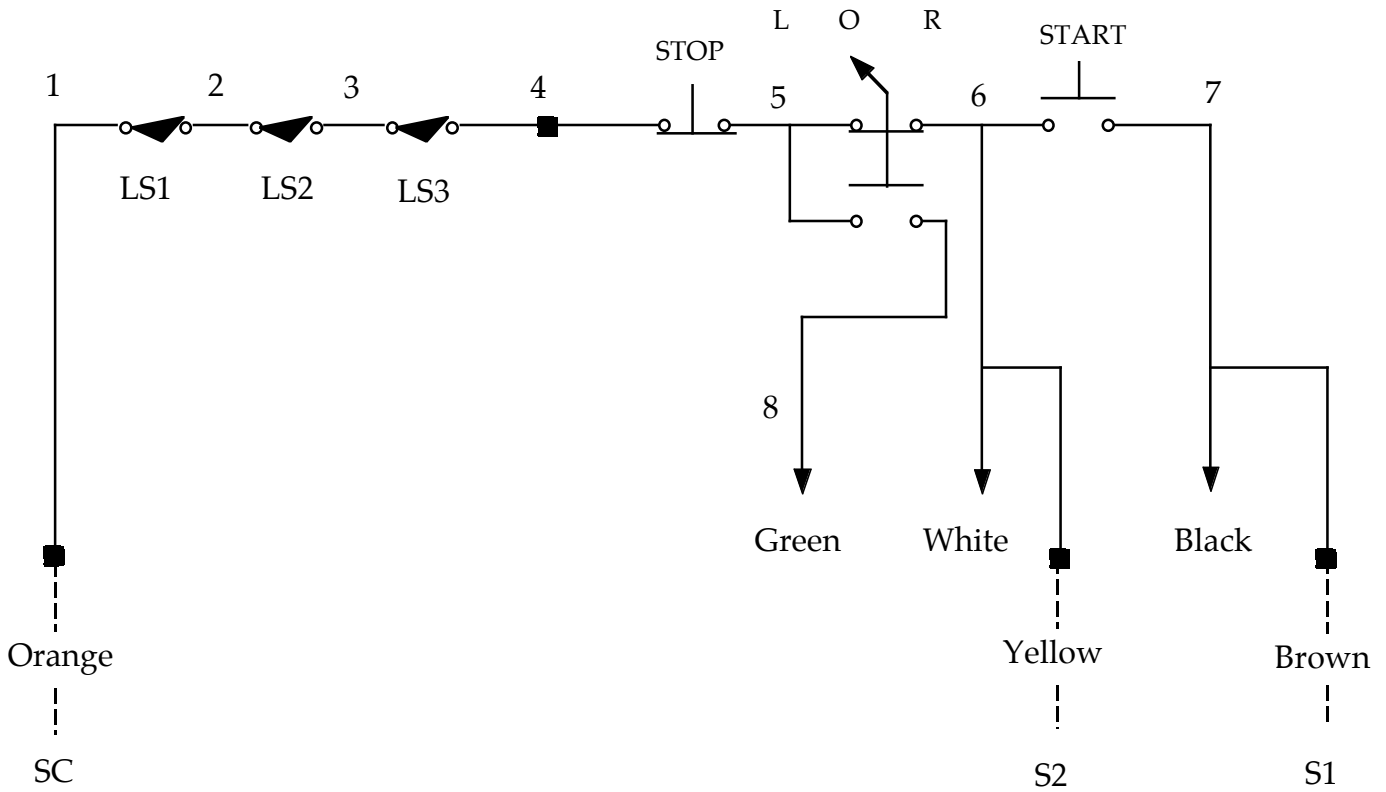 L O R
STOP
START
1
2
3
4
5
6
7
LS1
LS2
LS3
8
Green
White
Black
Orange
Yellow
Brown
SC
S2
S1